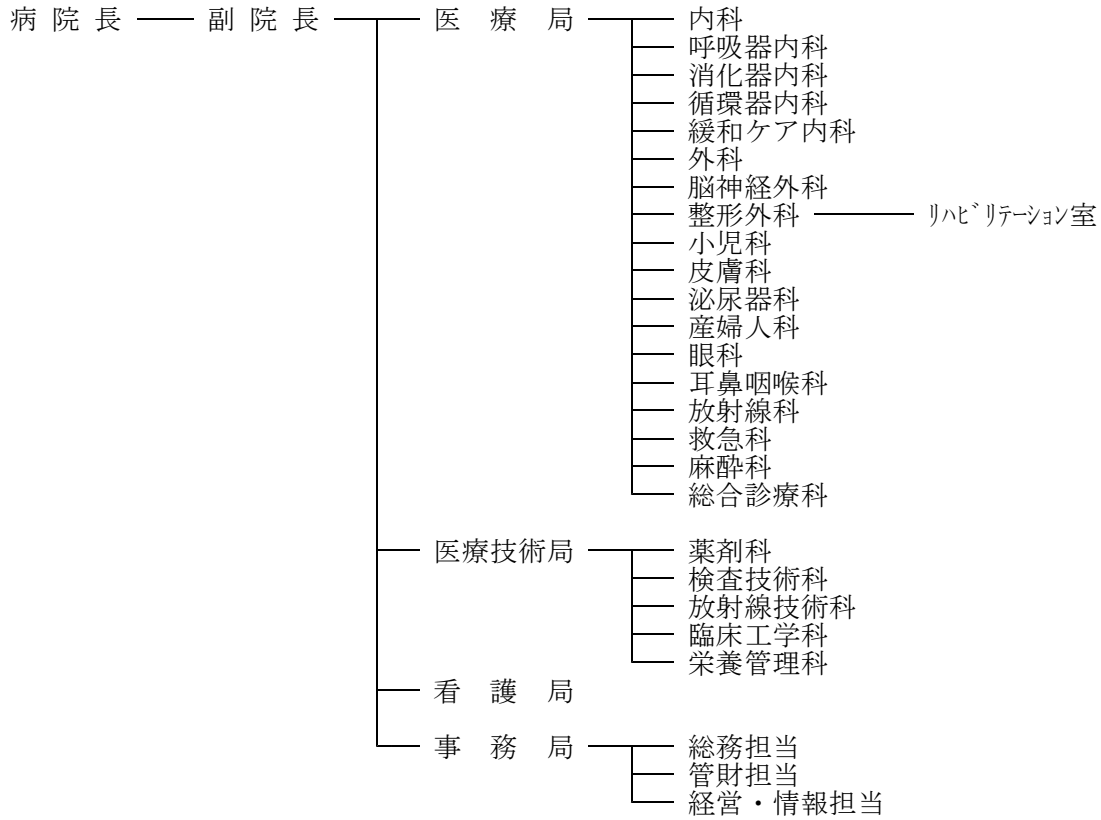 病院長 副院長 医療局 内科
呼吸器内科
消化器内科
循環器内科
緩和ケア内科
外科
脳神経外科
整形外科 ﾘﾊﾋﾞﾘﾃｰｼｮﾝ室
小児科
皮膚科
泌尿器科
産婦人科
眼科
耳鼻咽喉科
放射線科
救急科
麻酔科
総合診療科
医療技術局 薬剤科
検査技術科
放射線技術科
臨床工学科
栄養管理科
看護局
事務局 総務担当
管財担当
経営・情報担当